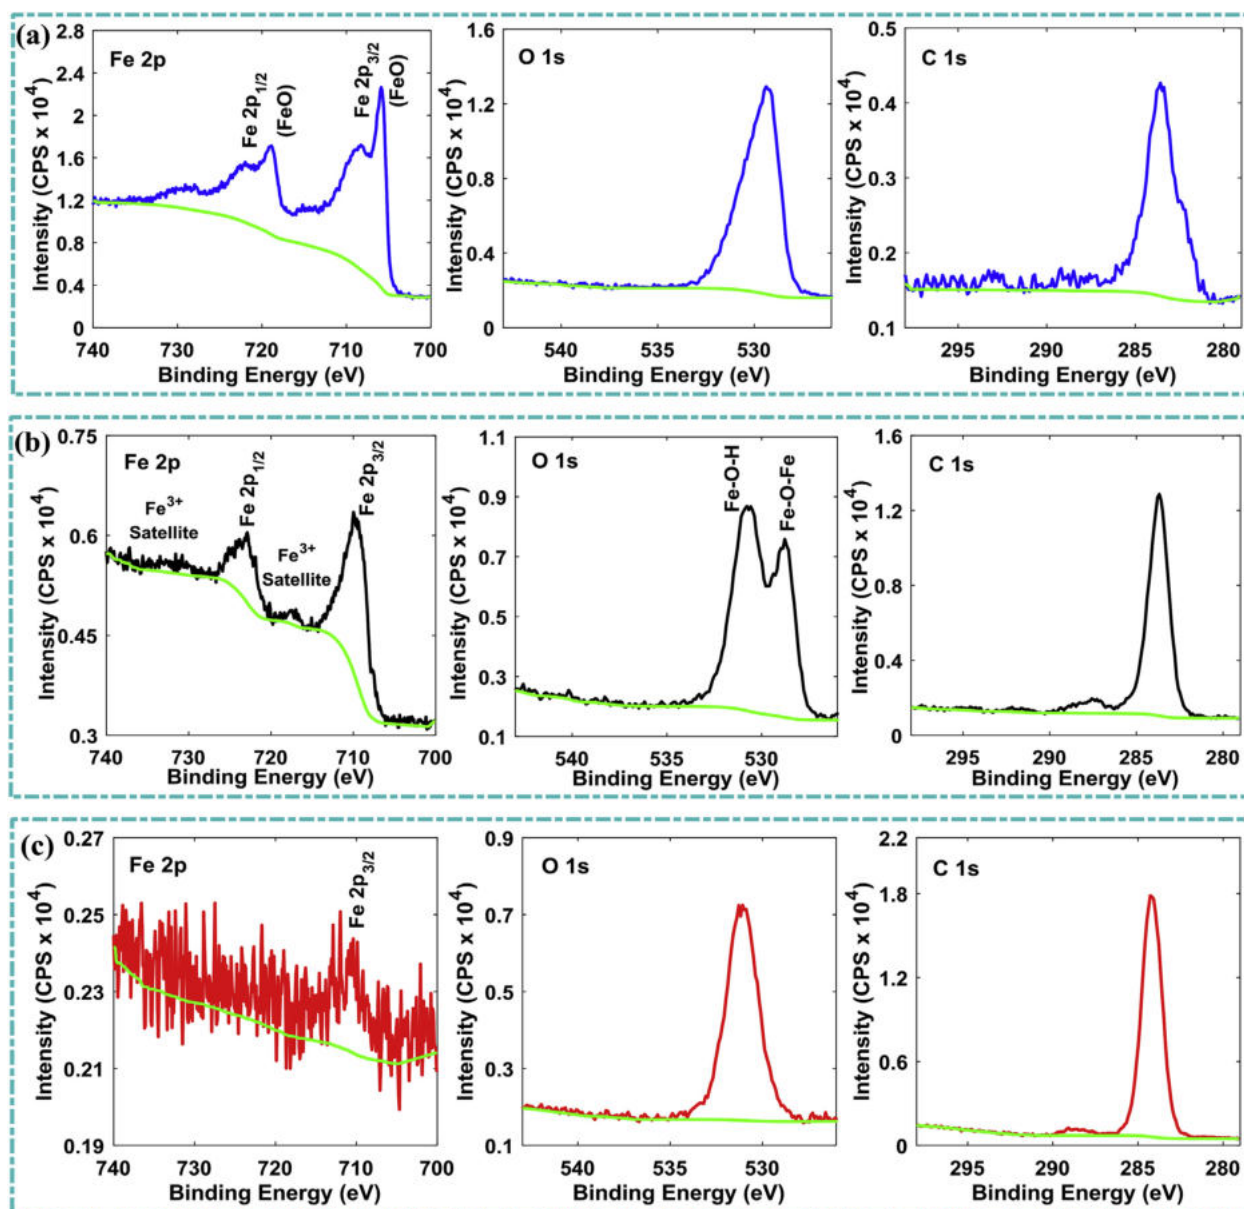 (a)
Fe 2p
Fe 2p1/2
(FeO)
Fe 2p3/2
(FeO)
Intensity (CPS x 10⁴)
2.8
2.4
2
1.6
1.2
0.8
0.4
0
740 730 720 710 700
Binding Energy (eV)
O 1s
Intensity (CPS x 10⁴)
1.6
1.2
0.8
0.4
0
540 535 530
Binding Energy (eV)
C 1s
Intensity (CPS x 10⁴)
0.5
0.4
0.3
0.2
0.1
295 290 285 280
Binding Energy (eV)
(b)
Fe 2p
Fe³⁺
Satellite
Fe 2p1/2
Fe³⁺
Satellite
Fe 2p3/2
Intensity (CPS x 10⁴)
0.75
0.6
0.45
0.3
740 730 720 710 700
Binding Energy (eV)
O 1s
Fe-O-H
Fe-O-Fe
Intensity (CPS x 10⁴)
1.1
0.9
0.7
0.5
0.3
0.1
540 535 530
Binding Energy (eV)
C 1s
Intensity (CPS x 10⁴)
1.6
1.2
0.8
0.4
0
295 290 285 280
Binding Energy (eV)
(c)
Fe 2p
Fe 2p3/2
Intensity (CPS x 10⁴)
0.27
0.25
0.23
0.21
0.19
740 730 720 710 700
Binding Energy (eV)
O 1s
Intensity (CPS x 10⁴)
0.9
0.7
0.5
0.3
0.1
540 535 530
Binding Energy (eV)
C 1s
Intensity (CPS x 10⁴)
2.2
1.8
1.2
0.6
0
295 290 285 280
Binding Energy (eV)